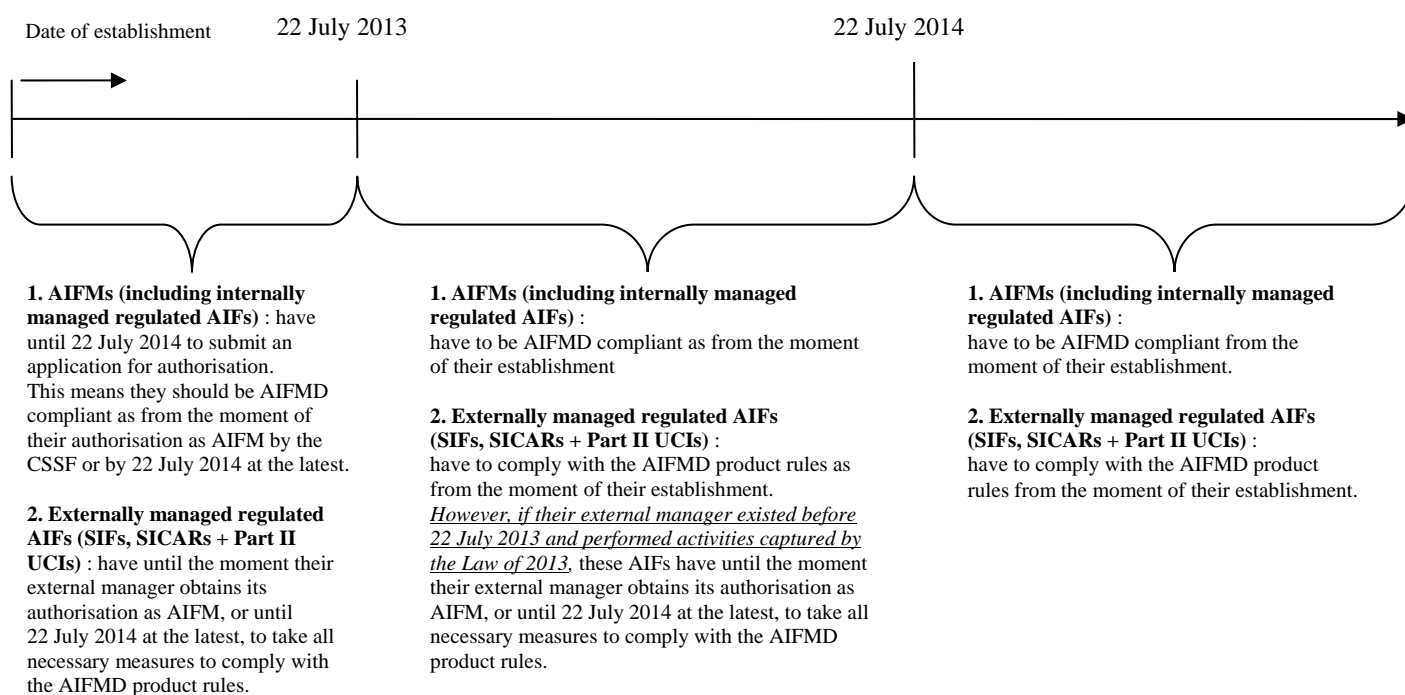 Date of establishment
22 July 2013
22 July 2014
1. AIFMs (including internally
managed regulated AIFs) : have
until 22 July 2014 to submit an
application for authorisation.
This means they should be AIFMD
compliant as from the moment of
their authorisation as AIFM by the
CSSF or by 22 July 2014 at the latest.
2. Externally managed regulated
AIFs (SIFs, SICARs + Part II
UCIs) : have until the moment their
external manager obtains its
authorisation as AIFM, or until
22 July 2014 at the latest, to take all
necessary measures to comply with
the AIFMD product rules.
1. AIFMs (including internally managed
regulated AIFs) :
have to be AIFMD compliant as from the moment
of their establishment
2. Externally managed regulated AIFs
(SIFs, SICARs + Part II UCIs) :
have to comply with the AIFMD product rules as
from the moment of their establishment.
However, if their external manager existed before
22 July 2013 and performed activities captured by
the Law of 2013, these AIFs have until the moment
their external manager obtains its authorisation as
AIFM, or until 22 July 2014 at the latest, to take all
necessary measures to comply with the AIFMD
product rules.
1. AIFMs (including internally managed
regulated AIFs) :
have to be AIFMD compliant from the
moment of their establishment.
2. Externally managed regulated AIFs
(SIFs, SICARs + Part II UCIs) :
have to comply with the AIFMD product
rules from the moment of their establishment.